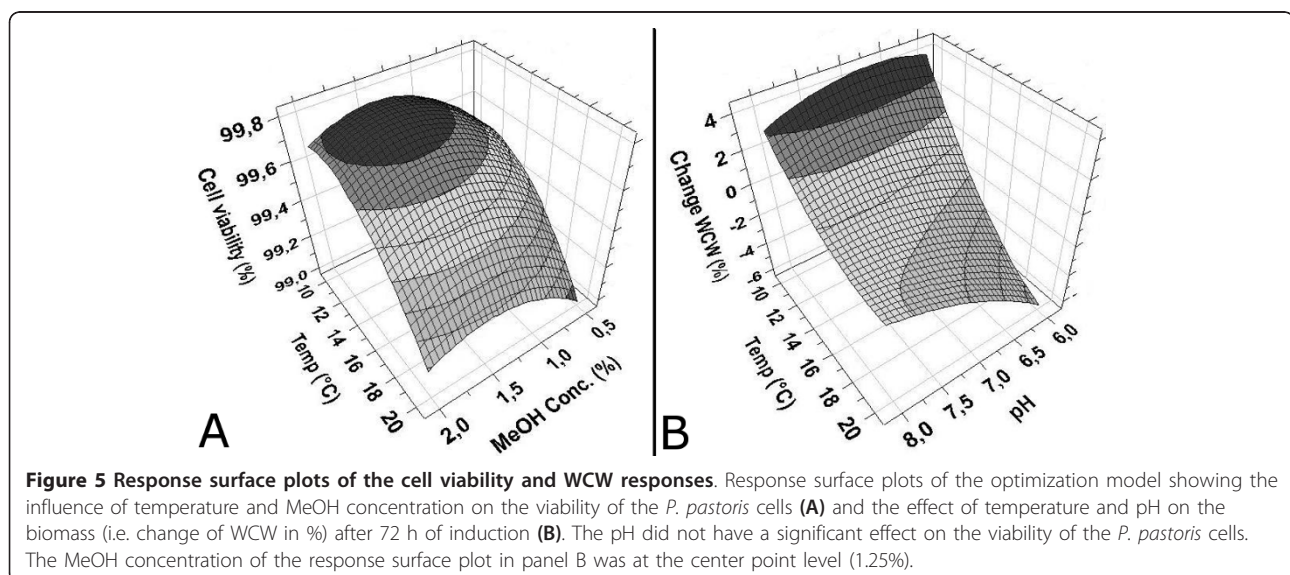 99,8
99,6
99,4
99,2
99,0
Cell viability (%)
10
12
14
16
18
20
Temp (°C)
2,0
1,5
1,0
0,5
MeOH Conc. (%)
A
4
2
0
-2
-4
-6
Change WCW (%)
10
12
14
16
18
20
Temp (°C)
8,0
7,5
7,0
6,5
6,0
pH
B
Figure 5 Response surface plots of the cell viability and WCW responses. Response surface plots of the optimization model showing the
influence of temperature and MeOH concentration on the viability of the P. pastoris cells (A) and the effect of temperature and pH on the
biomass (i.e. change of WCW in %) after 72 h of induction (B). The pH did not have a significant effect on the viability of the P. pastoris cells.
The MeOH concentration of the response surface plot in panel B was at the center point level (1.25%).